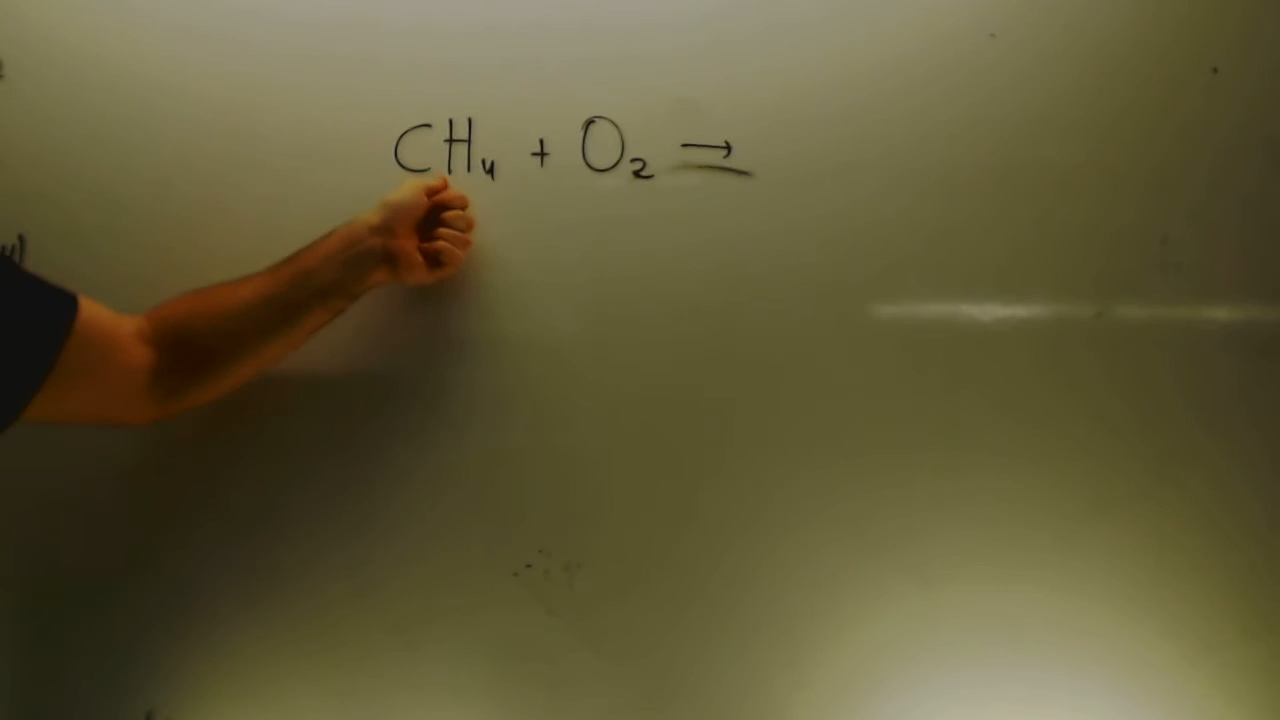 CH₄ + O₂ →